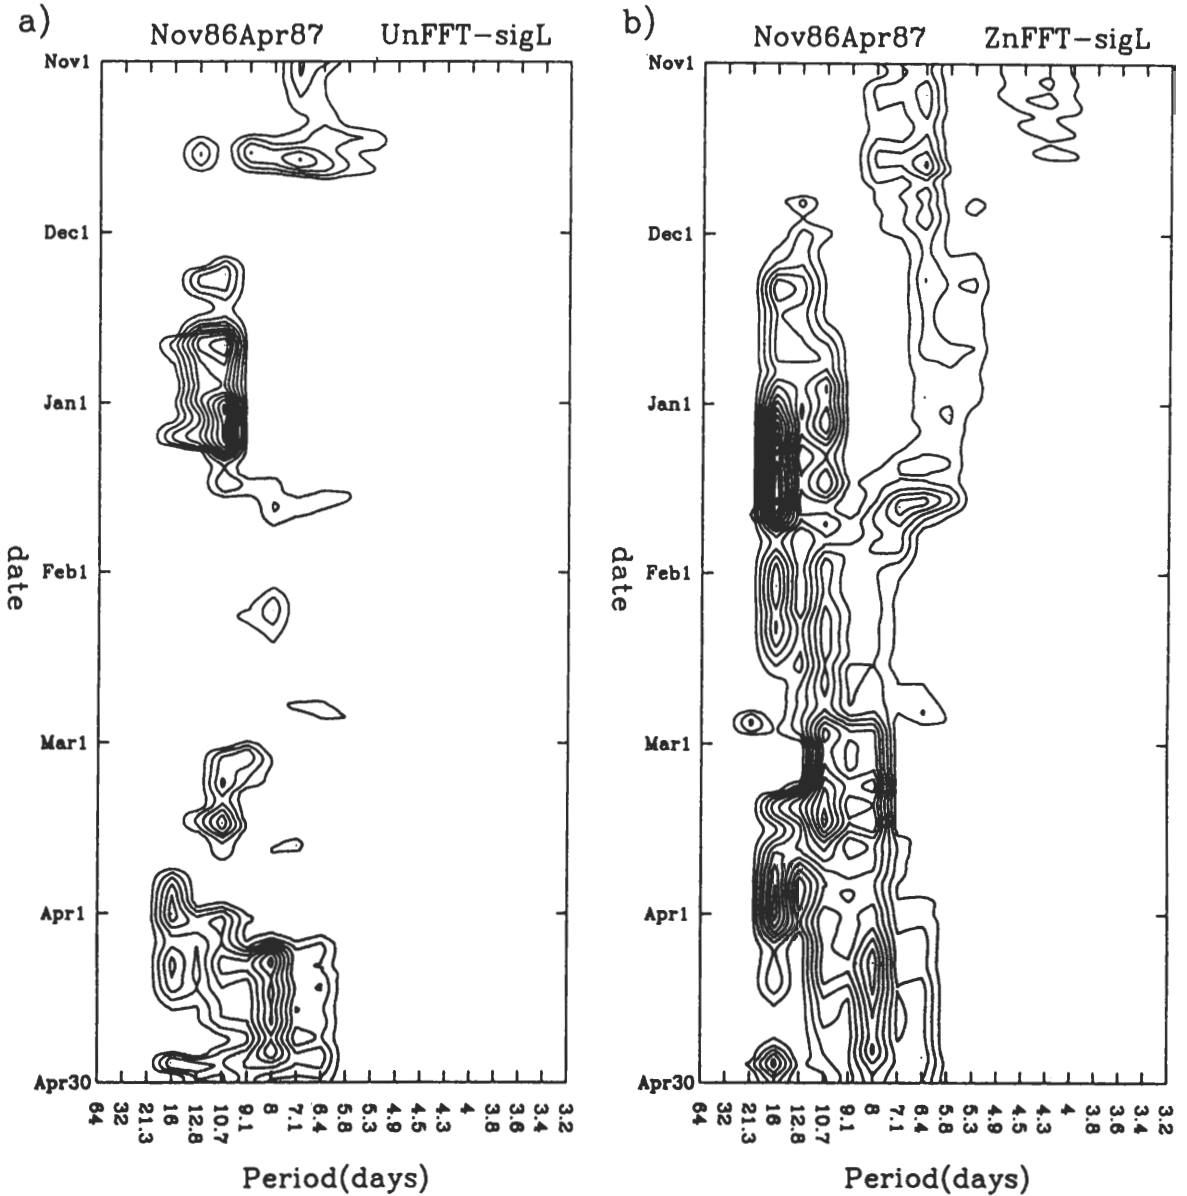 a)
Nov86Apr87 UnFFT-sigL
Nov1
Dec1
Jan1
Feb1
Mar1
Apr1
Apr30
date
64 32 21.3 16 12.8 10.7 9.1 8 7.1 6.4 5.8 5.3 4.9 4.3 4 3.8 3.6 3.4 3.2
Period(days)
b)
Nov86Apr87 ZnFFT-sigL
Nov1
Dec1
Jan1
Feb1
Mar1
Apr1
Apr30
date
64 32 21.3 16 12.8 10.7 9.1 8 7.1 6.4 5.8 5.3 4.9 4.3 4 3.8 3.6 3.4 3.2
Period(days)